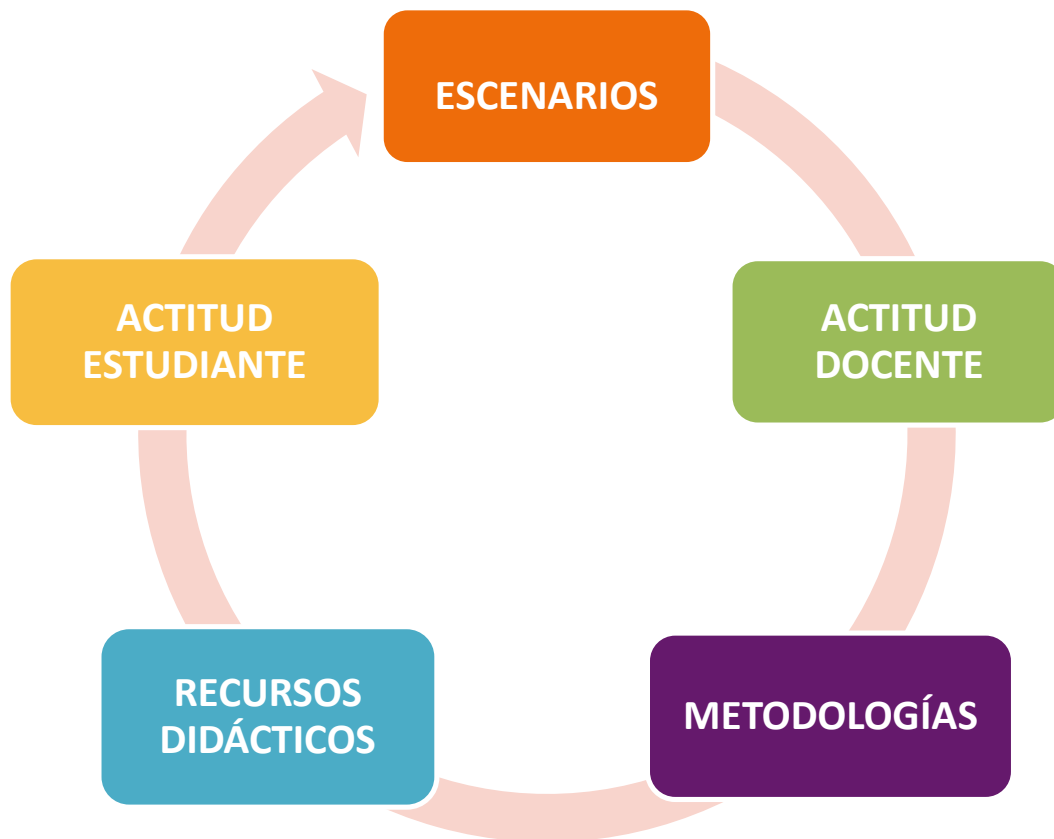 ESCENARIOS
ACTITUD
DOCENTE
METODOLOGÍAS
RECURSOS
DIDÁCTICOS
ACTITUD
ESTUDIANTE